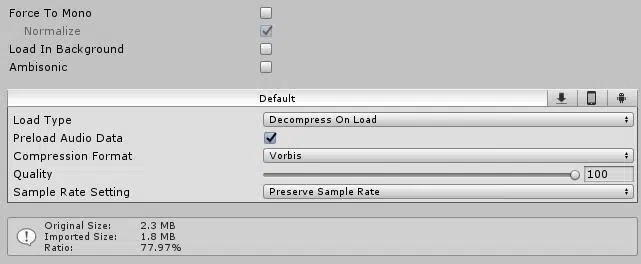 Force To Mono
Normalize
Load In Background
Ambisonic
Default
Load Type Decompress On Load
Preload Audio Data
Compression Format Vorbis
Quality 100
Sample Rate Setting Preserve Sample Rate
Original Size: 2.3 MB
Imported Size: 1.8 MB
Ratio: 77.97%